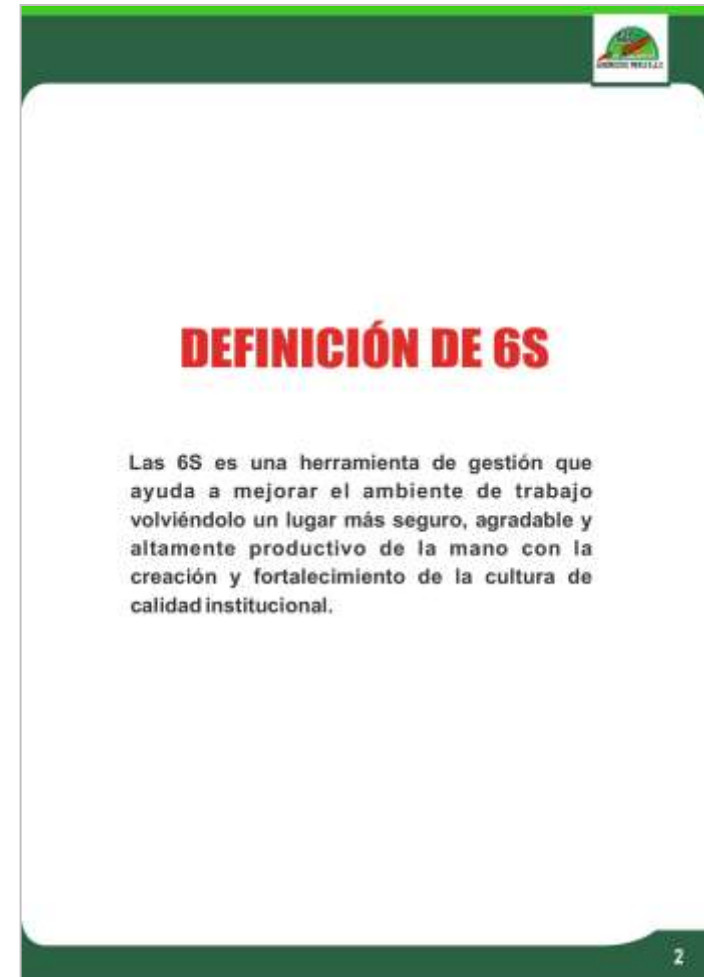 DEFINICIÓN DE 6S
Las 6S es una herramienta de gestión que
ayuda a mejorar el ambiente de trabajo
volviéndolo un lugar más seguro, agradable y
altamente productivo de la mano con la
creación y fortalecimiento de la cultura de
calidad institucional.
2